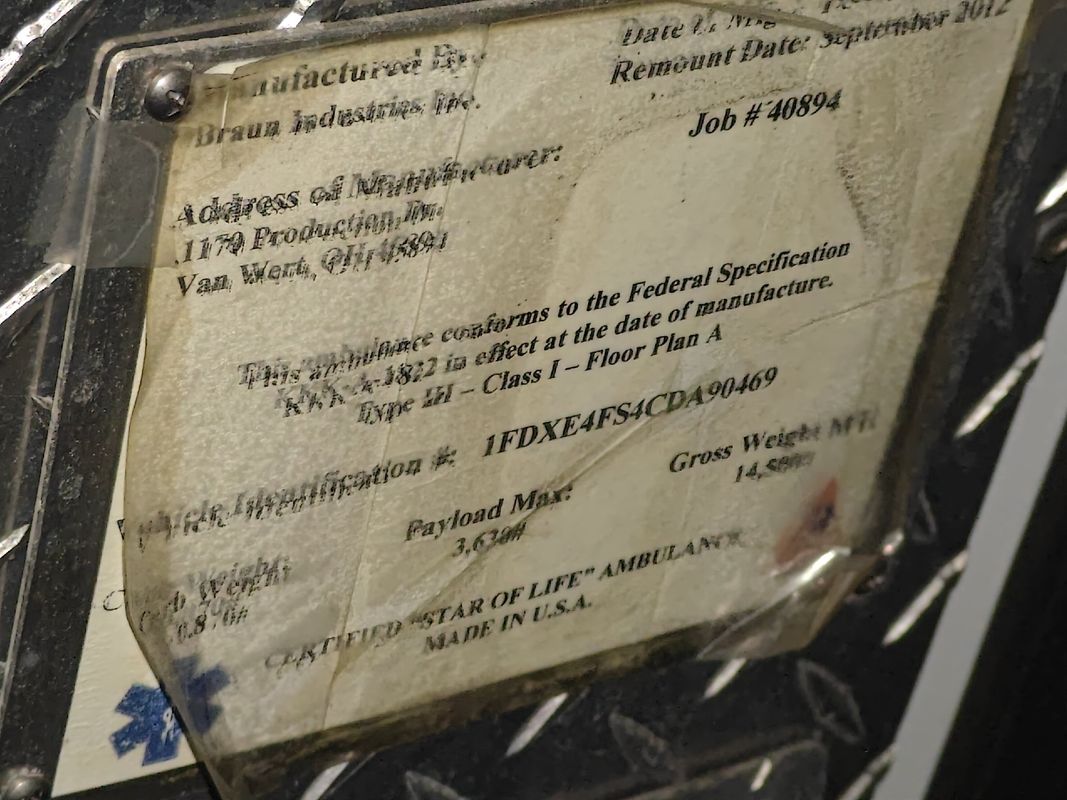 Manufactured By:
Braun Industries, Inc.
Remount Date: September 2012
Job # 40894
Address of Manufacturer:
1170 Production Dr.
Van Wert, OH 45891
This ambulance conforms to the Federal Specification
KKK-A-1822 in effect at the date of manufacture.
Type III – Class I – Floor Plan A
Vehicle Identification #: 1FDXE4FS4CDA90469
Curb Weight:
Payload Max:
3,630#
Gross Weight
CERTIFIED "STAR OF LIFE" AMBULANCE
MADE IN U.S.A.